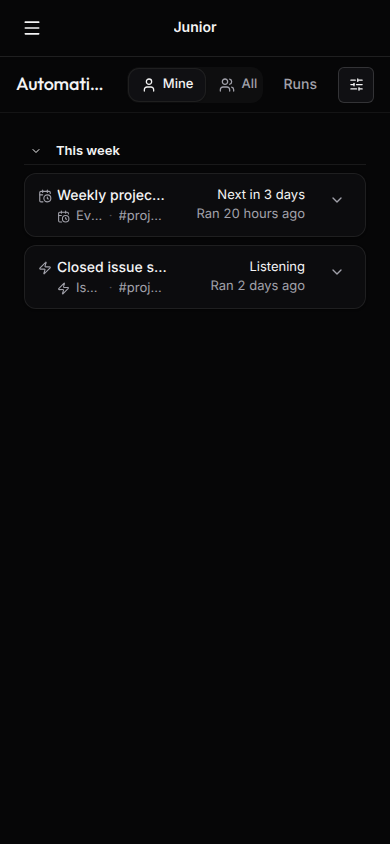 Junior
Automati...
Mine
All
Runs
This week
Weekly projec...
Next in 3 days
Ev... · #proj...
Ran 20 hours ago
Closed issue s...
Listening
Is... · #proj...
Ran 2 days ago